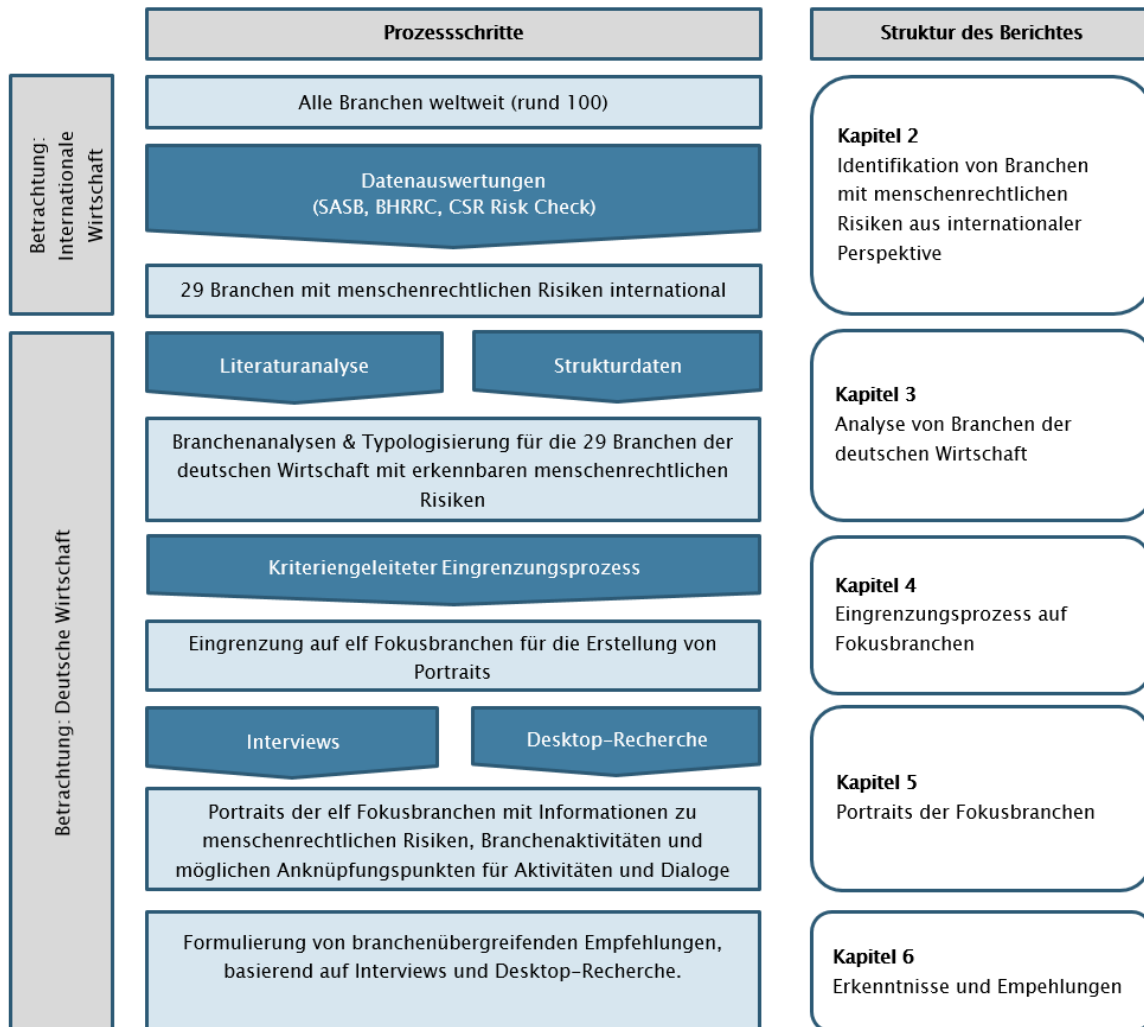 Prozessschritte
Struktur des Berichtes
Betrachtung:
Internationale
Wirtschaft
Alle Branchen weltweit (rund 100)
Datenauswertungen
(SASB, BHRRC, CSR Risk Check)
29 Branchen mit menschenrechtlichen Risiken international
Kapitel 2
Identifikation von Branchen
mit menschenrechtlichen
Risiken aus internationaler
Perspektive
Betrachtung: Deutsche Wirtschaft
Literaturanalyse
Strukturdaten
Branchenanalysen & Typologisierung für die 29 Branchen der
deutschen Wirtschaft mit erkennbaren menschenrechtlichen
Risiken
Kapitel 3
Analyse von Branchen der
deutschen Wirtschaft
Kriteriengeleiteter Eingrenzungsprozess
Eingrenzung auf elf Fokusbranchen für die Erstellung von
Portraits
Kapitel 4
Eingrenzungsprozess auf
Fokusbranchen
Interviews
Desktop-Recherche
Portraits der elf Fokusbranchen mit Informationen zu
menschenrechtlichen Risiken, Branchenaktivitäten und
möglichen Anknüpfungspunkten für Aktivitäten und Dialoge
Kapitel 5
Portraits der Fokusbranchen
Formulierung von branchenübergreifenden Empfehlungen,
basierend auf Interviews und Desktop-Recherche.
Kapitel 6
Erkenntnisse und Empehlungen